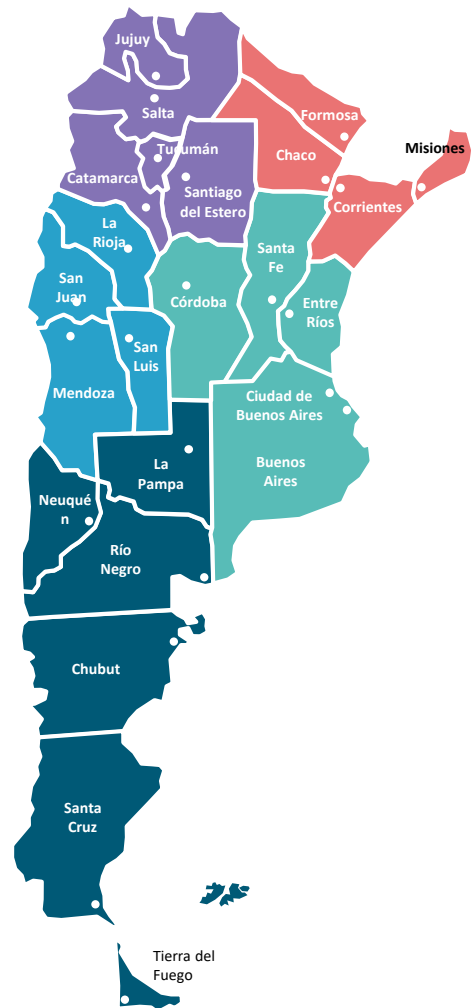 Jujuy
Salta
Formosa
Tucumán
Chaco
Misiones
Catamarca
Santiago
del Estero
Corrientes
La
Rioja
Santa
Fe
San
Juan
Córdoba
Entre
Ríos
San
Luis
Mendoza
Ciudad de
Buenos Aires
La
Pampa
Buenos
Aires
Neuqué
n
Río
Negro
Chubut
Santa
Cruz
Tierra del
Fuego